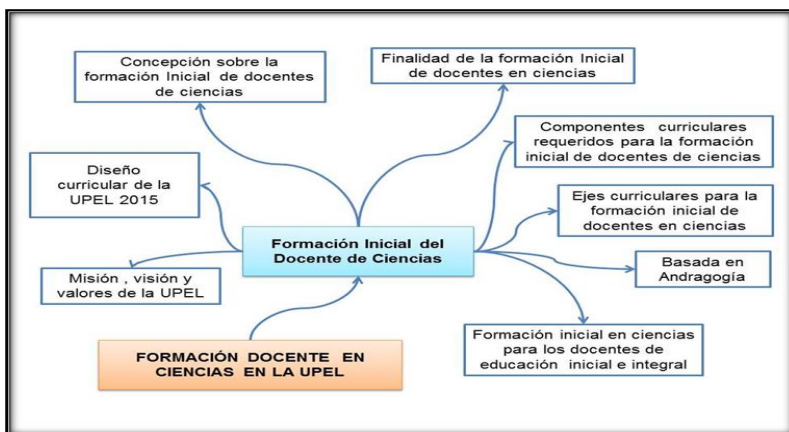 Concepción sobre la
formación Inicial de docentes
de ciencias
Finalidad de la formación Inicial
de docentes en ciencias
Componentes curriculares
requeridos para la formación
inicial de docentes de ciencias
Diseño
curricular de la
UPEL 2015
Ejes curriculares para la
formación inicial de
docentes en ciencias
Formación Inicial del
Docente de Ciencias
Basada en
Andragogía
Misión , visión y
valores de la UPEL
Formación inicial en ciencias
para los docentes de
educación inicial e integral
FORMACIÓN DOCENTE EN
CIENCIAS EN LA UPEL